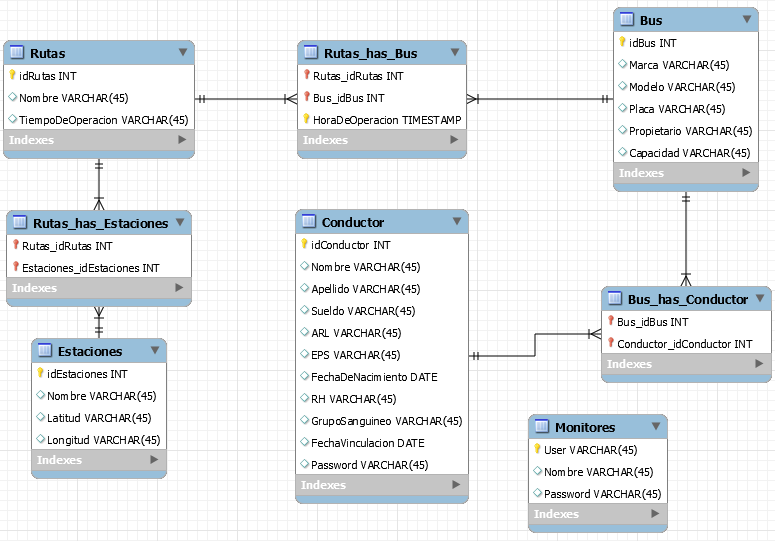 Rutas
idRutas INT
Nombre VARCHAR(45)
TiempoDeOperacion VARCHAR(45)
Indexes
Rutas_has_Bus
Rutas_idRutas INT
Bus_idBus INT
HoraDeOperacion TIMESTAMP
Indexes
Bus
idBus INT
Marca VARCHAR(45)
Modelo VARCHAR(45)
Placa VARCHAR(45)
Propietario VARCHAR(45)
Capacidad VARCHAR(45)
Indexes
Rutas_has_Estaciones
Rutas_idRutas INT
Estaciones_idEstaciones INT
Indexes
Conductor
idConductor INT
Nombre VARCHAR(45)
Apellido VARCHAR(45)
Sueldo VARCHAR(45)
ARL VARCHAR(45)
EPS VARCHAR(45)
FechaDeNacimiento DATE
RH VARCHAR(45)
GrupoSanguineo VARCHAR(45)
FechaVinculacion DATE
Password VARCHAR(45)
Indexes
Bus_has_Conductor
Bus_idBus INT
Conductor_idConductor INT
Indexes
Estaciones
idEstaciones INT
Nombre VARCHAR(45)
Latitud VARCHAR(45)
Longitud VARCHAR(45)
Indexes
Monitores
User VARCHAR(45)
Nombre VARCHAR(45)
Password VARCHAR(45)
Indexes